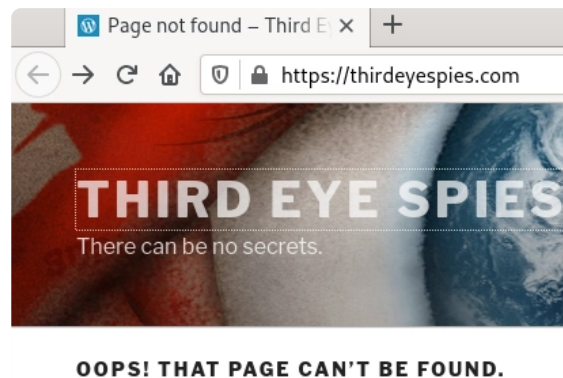 Page not found – Third E
https://thirdeyespies.com
THIRD EYE SPIES
There can be no secrets.
OOPS! THAT PAGE CAN’T BE FOUND.